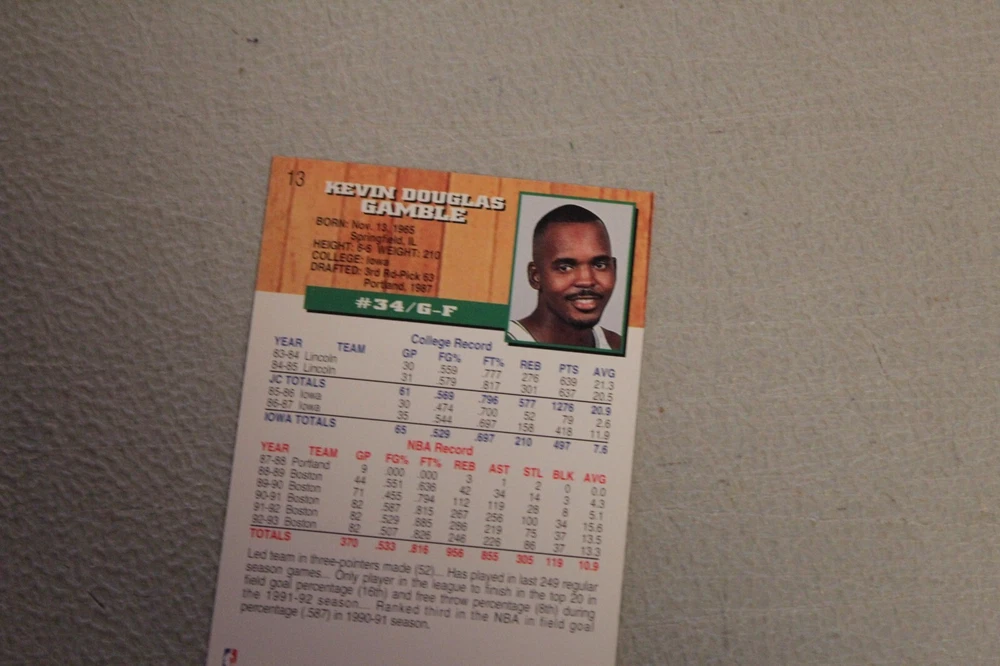 13
KEVIN DOUGLAS
GAMBLE
BORN: Nov. 13, 1965
Springfield, IL
HEIGHT: 6-6 WEIGHT: 210
COLLEGE: Iowa
DRAFTED: 3rd Rd-Pick 63
Portland, 1987
#34/G-F
College Record
YEAR TEAM GP FG% FT% REB PTS AVG
83-84 Lincoln 30 .559 .777 276 639 21.3
84-85 Lincoln 31 .579 .817 301 637 20.5
JC TOTALS 61 .569 .796 577 1276 20.9
85-86 Iowa 30 .474 .700 52 79 2.6
86-87 Iowa 35 .544 .697 158 418 11.9
IOWA TOTALS 65 .529 .697 210 497 7.6
NBA Record
YEAR TEAM GP FG% FT% REB AST STL BLK AVG
87-88 Portland 9 .000 .000 3 1 2 0 0.0
88-89 Boston 44 .551 .636 42 34 14 3 4.3
89-90 Boston 71 .455 .794 112 119 28 8 5.1
90-91 Boston 82 .587 .815 267 256 100 34 15.6
91-92 Boston 82 .529 .885 286 219 75 37 13.5
92-93 Boston 82 .507 .826 246 226 86 37 13.3
TOTALS 370 .533 .816 956 855 305 119 10.9
Led team in three-pointers made (52)... Has played in last 249 regular
season games... Only player in the league to finish in the top 20 in
field goal percentage (16th) and free throw percentage (8th) during
the 1991-92 season... Ranked third in the NBA in field goal
percentage (.587) in 1990-91 season.